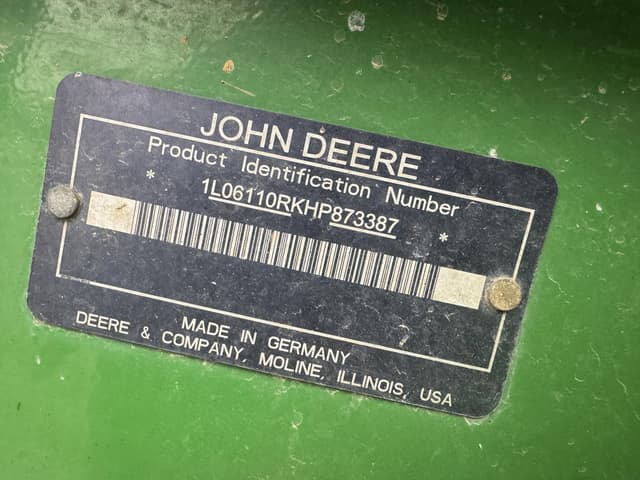 JOHN DEERE
Product Identification Number
* 1L06110RKHP873387 *
MADE IN GERMANY
DEERE & COMPANY, MOLINE, ILLINOIS, USA